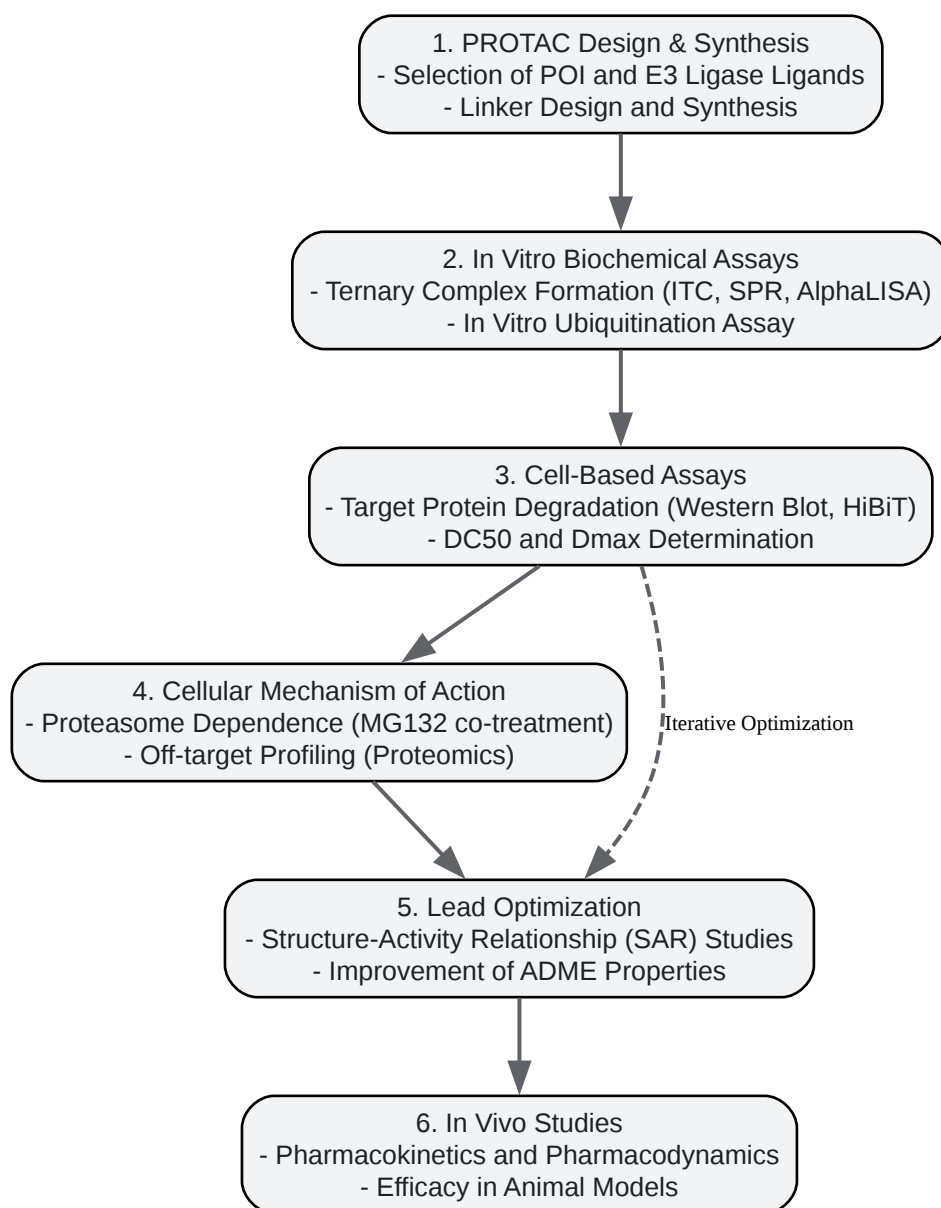 1. PROTAC Design & Synthesis
- Selection of POI and E3 Ligase Ligands
- Linker Design and Synthesis
2. In Vitro Biochemical Assays
- Ternary Complex Formation (ITC, SPR, AlphaLISA)
- In Vitro Ubiquitination Assay
3. Cell-Based Assays
- Target Protein Degradation (Western Blot, HiBiT)
- DC50 and Dmax Determination
4. Cellular Mechanism of Action
- Proteasome Dependence (MG132 co-treatment)
- Off-target Profiling (Proteomics)
Iterative Optimization
5. Lead Optimization
- Structure-Activity Relationship (SAR) Studies
- Improvement of ADME Properties
6. In Vivo Studies
- Pharmacokinetics and Pharmacodynamics
- Efficacy in Animal Models